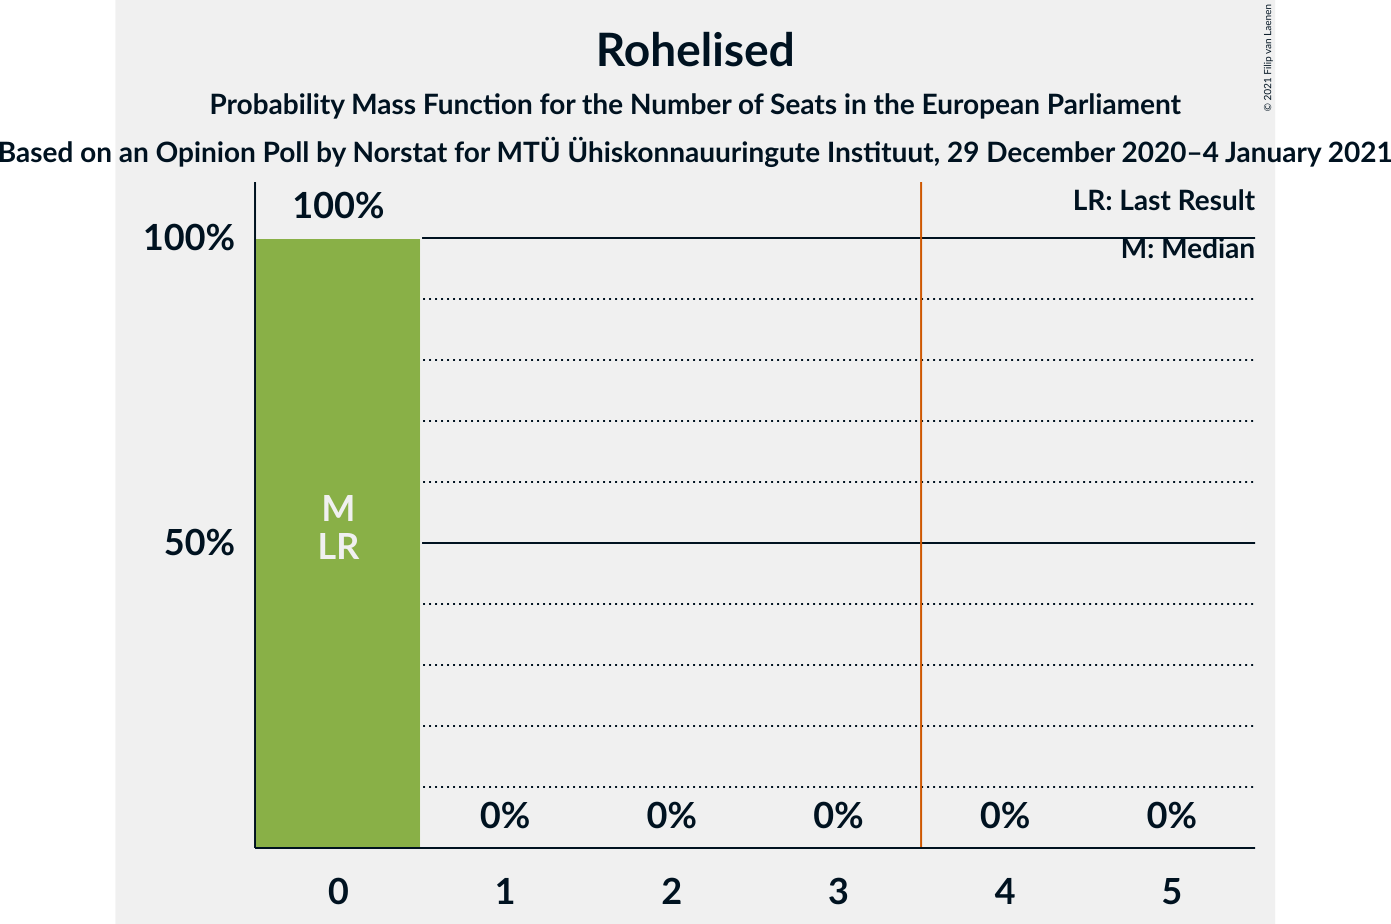 Rohelised
Probability Mass Function for the Number of Seats in the European Parliament
Based on an Opinion Poll by Norstat for MTÜ Ühiskonnauuringute Instituut, 29 December 2020–4 January 2021
© 2021 Filip van Laenen
LR: Last Result
M: Median
100%
100%
50%
M
LR
0% 0% 0% 0% 0%
0 1 2 3 4 5